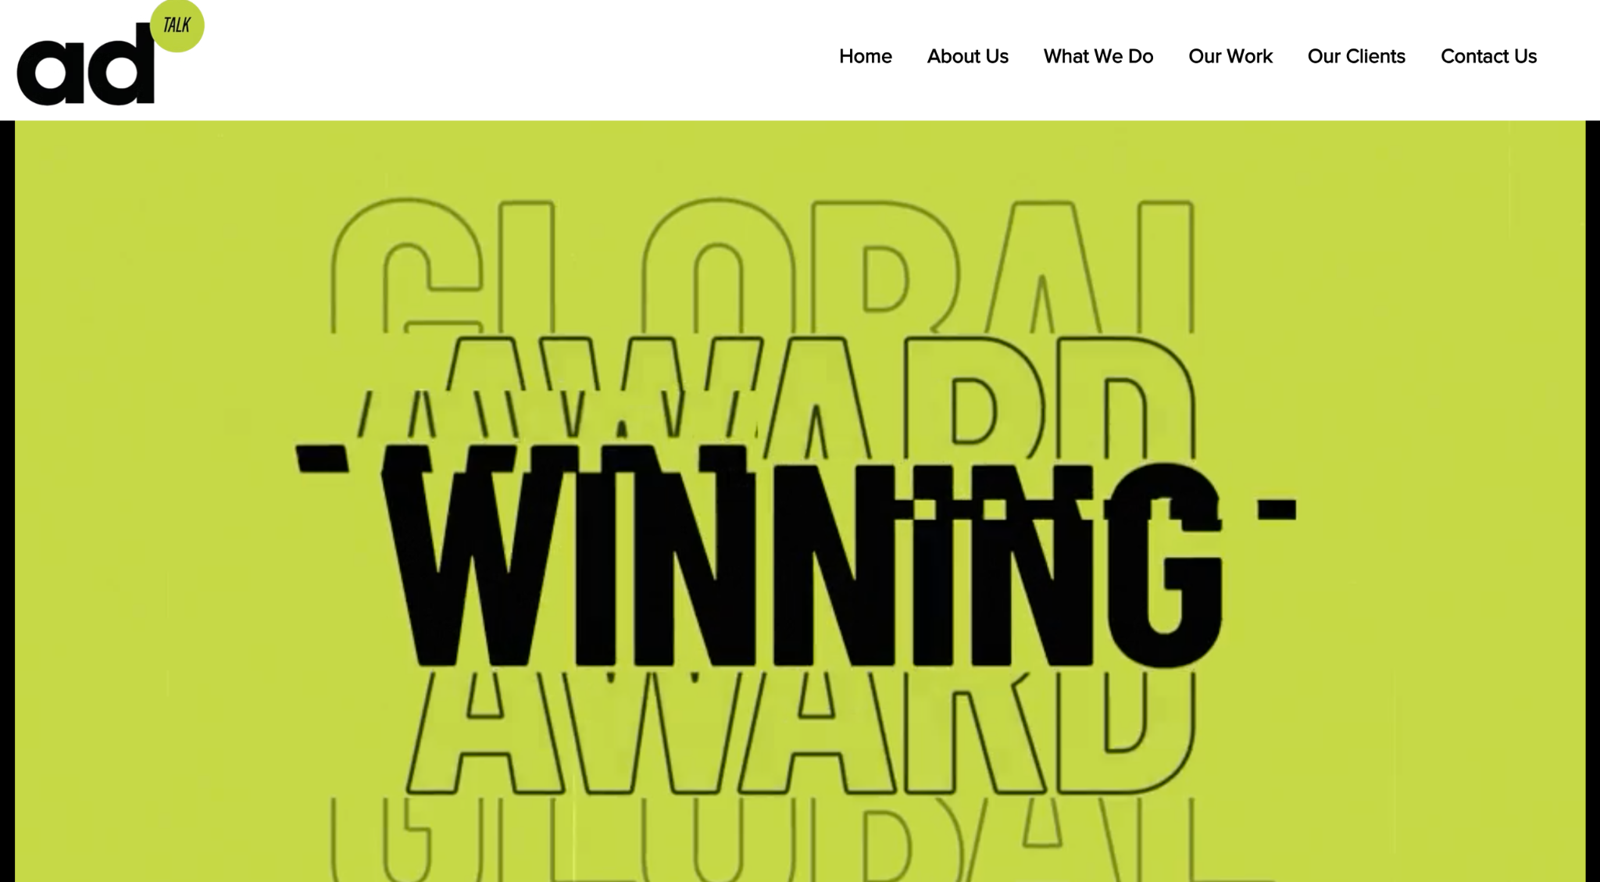 ad TALK
Home About Us What We Do Our Work Our Clients Contact Us
GLOBAL
AWARD
WINNING
AWARD
GLOBAL